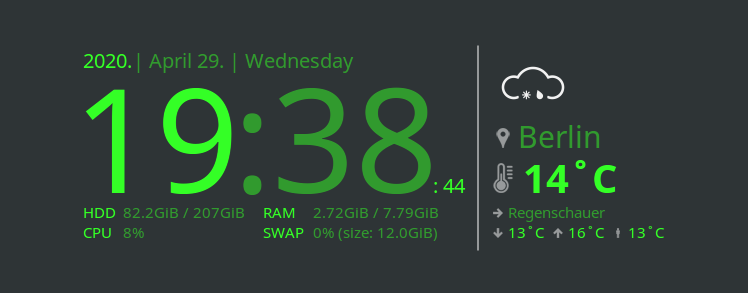 2020. | April 29. | Wednesday
19:38 : 44
HDD 82.2GiB / 207GiB RAM 2.72GiB / 7.79GiB
CPU 8% SWAP 0% (size: 12.0GiB)
Berlin
14°C
Regenschauer
13°C 16°C 13°C